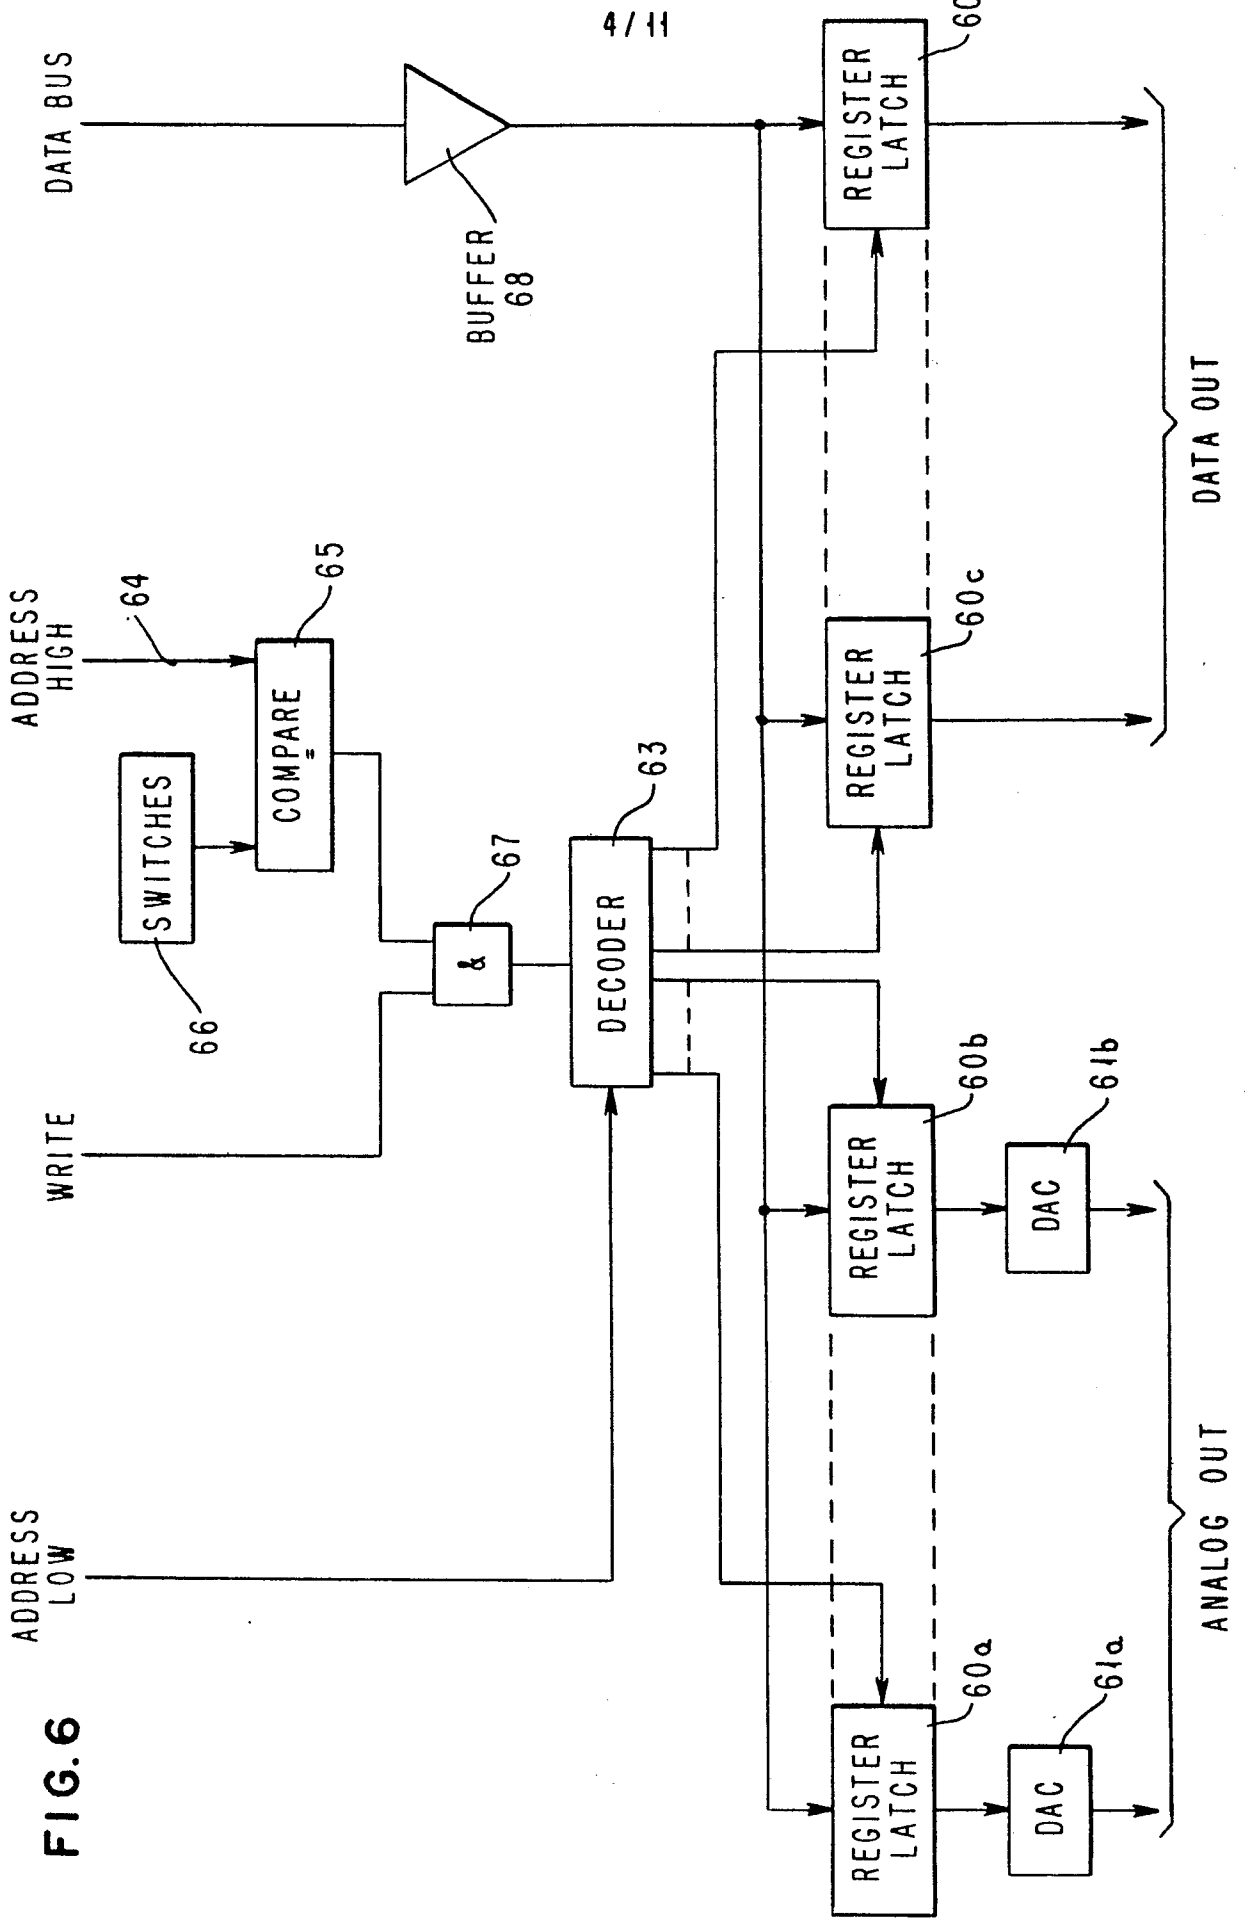 4/11
FIG.6
ADDRESS
LOW
WRITE
ADDRESS
HIGH
DATA BUS
64
SWITCHES
66
COMPARE
=
65
BUFFER
68
&
67
DECODER
63
REGISTER
LATCH
60a
REGISTER
LATCH
60b
REGISTER
LATCH
60c
REGISTER
LATCH
DAC
61a
DAC
61b
ANALOG OUT
DATA OUT